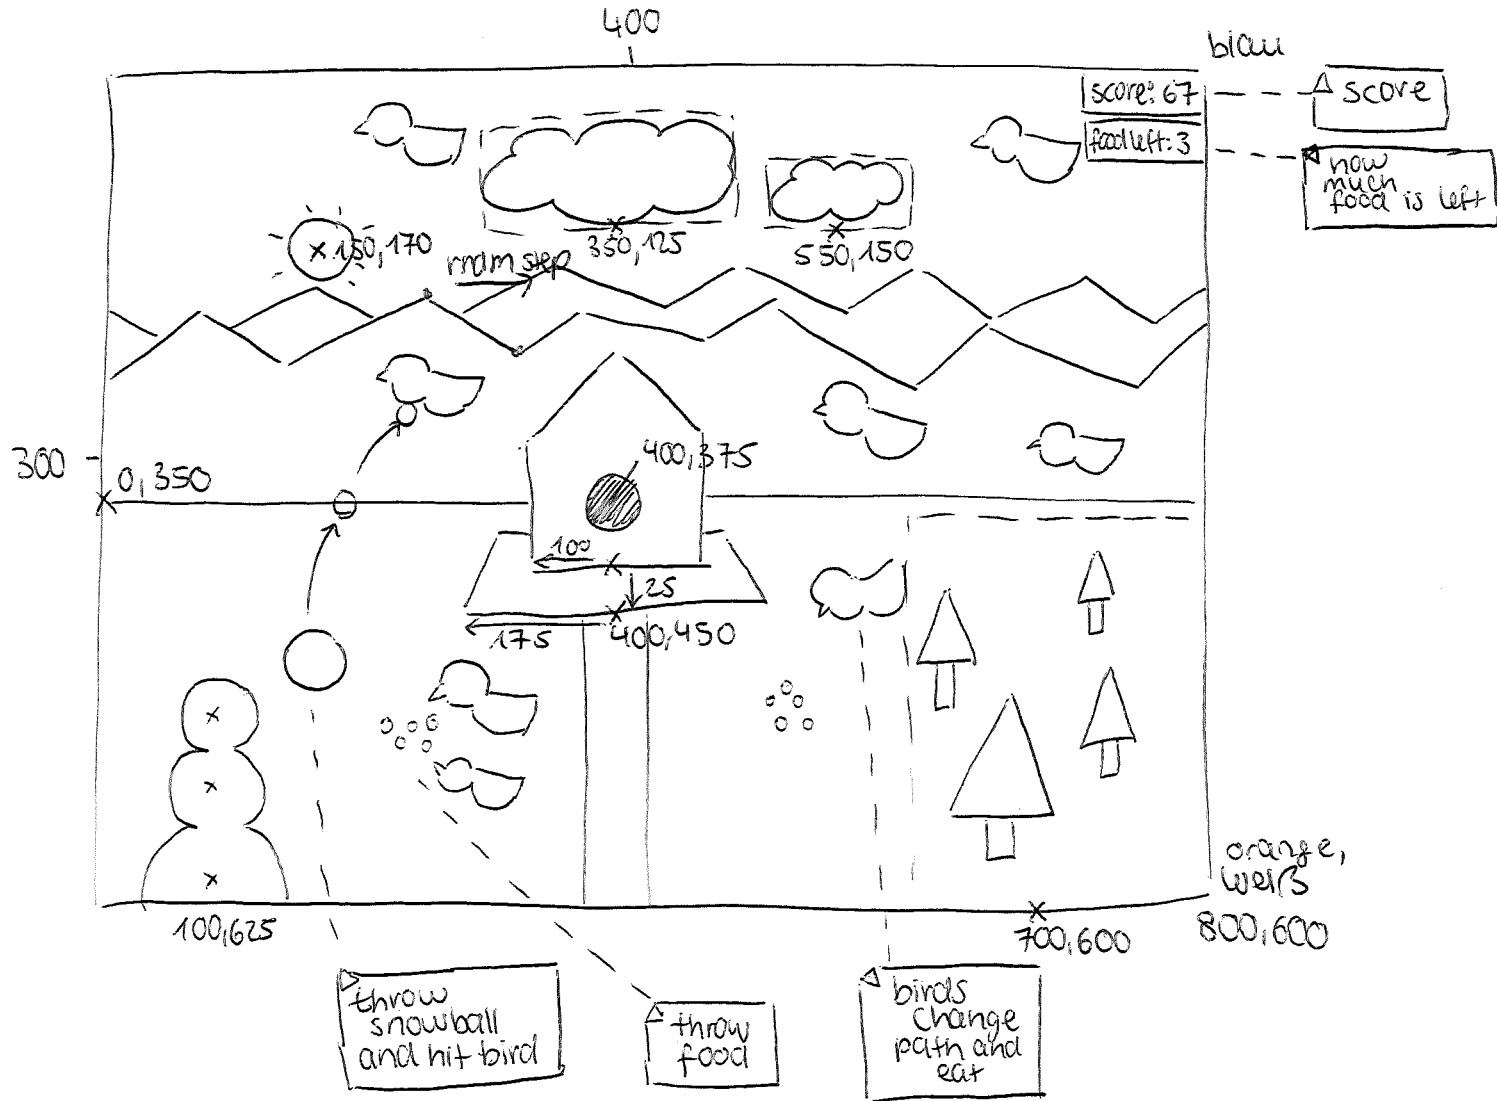 400
blau
score: 67
score
food left: 3
how
much
food is left
150,170
350,125
550,150
rndm step
400,375
300
0,350
100
25
175
400,450
orange,
weiß
100,625
700,600
800,600
throw
snowball
and hit bird
throw
food
birds
change
path and
eat